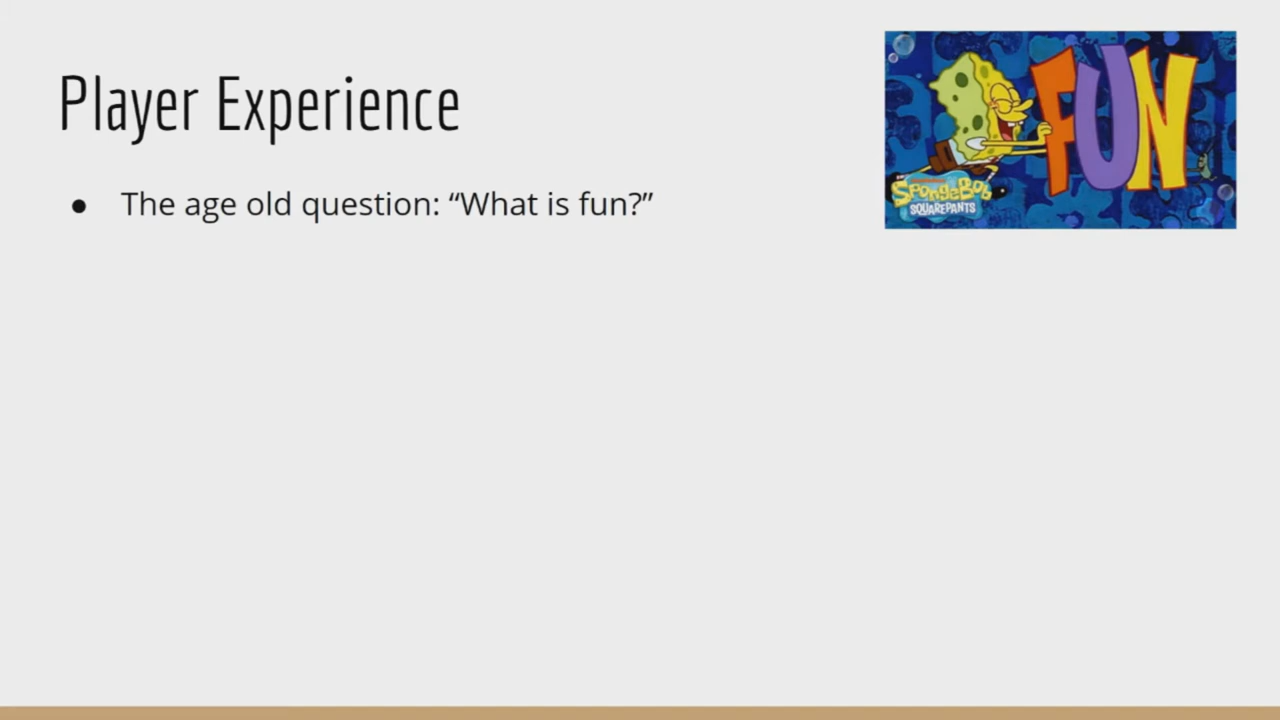 Player Experience
● The age old question: “What is fun?”
FUN
SPONGEBOB
SQUAREPANTS